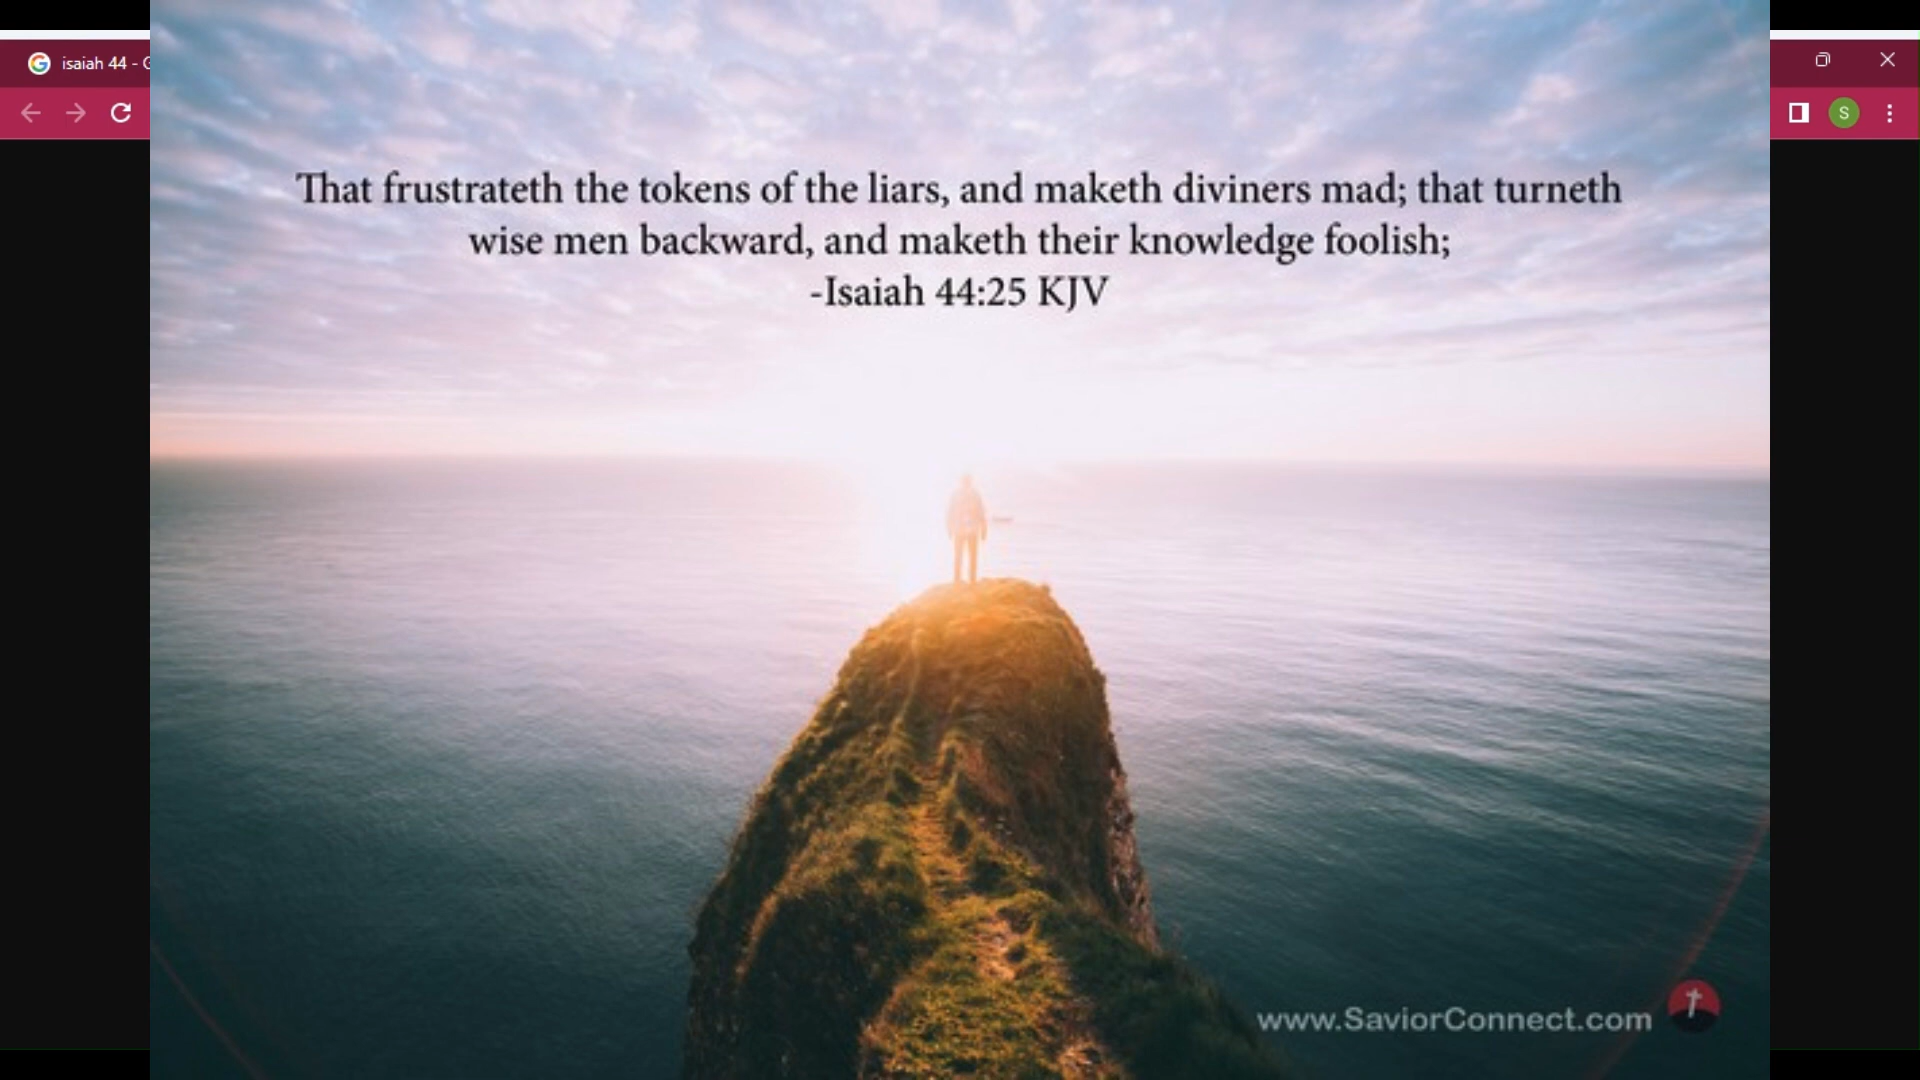 isaiah 44 - G
S
That frustrateth the tokens of the liars, and maketh diviners mad; that turneth
wise men backward, and maketh their knowledge foolish;
-Isaiah 44:25 KJV
www.SaviorConnect.com